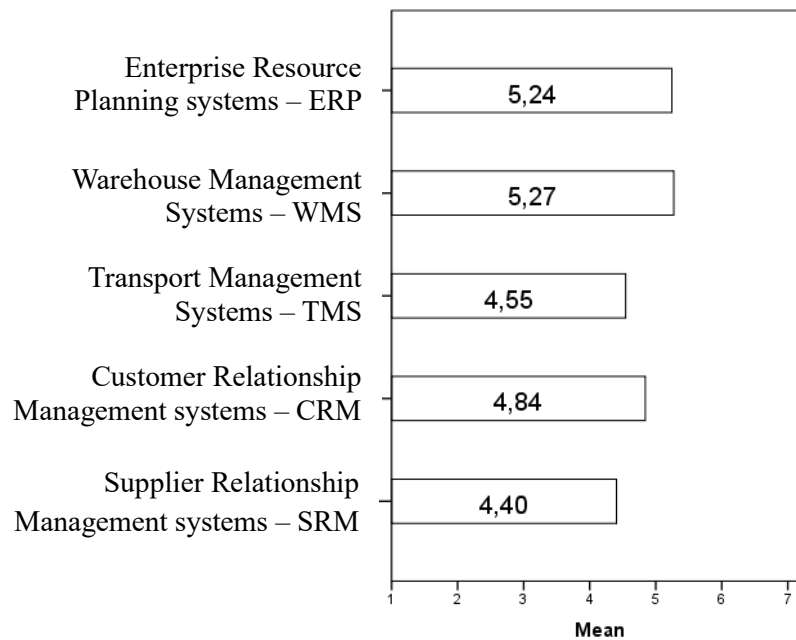 Enterprise Resource
Planning systems – ERP
5,24
Warehouse Management
Systems – WMS
5,27
Transport Management
Systems – TMS
4,55
Customer Relationship
Management systems – CRM
4,84
Supplier Relationship
Management systems – SRM
4,40
1 2 3 4 5 6 7
Mean